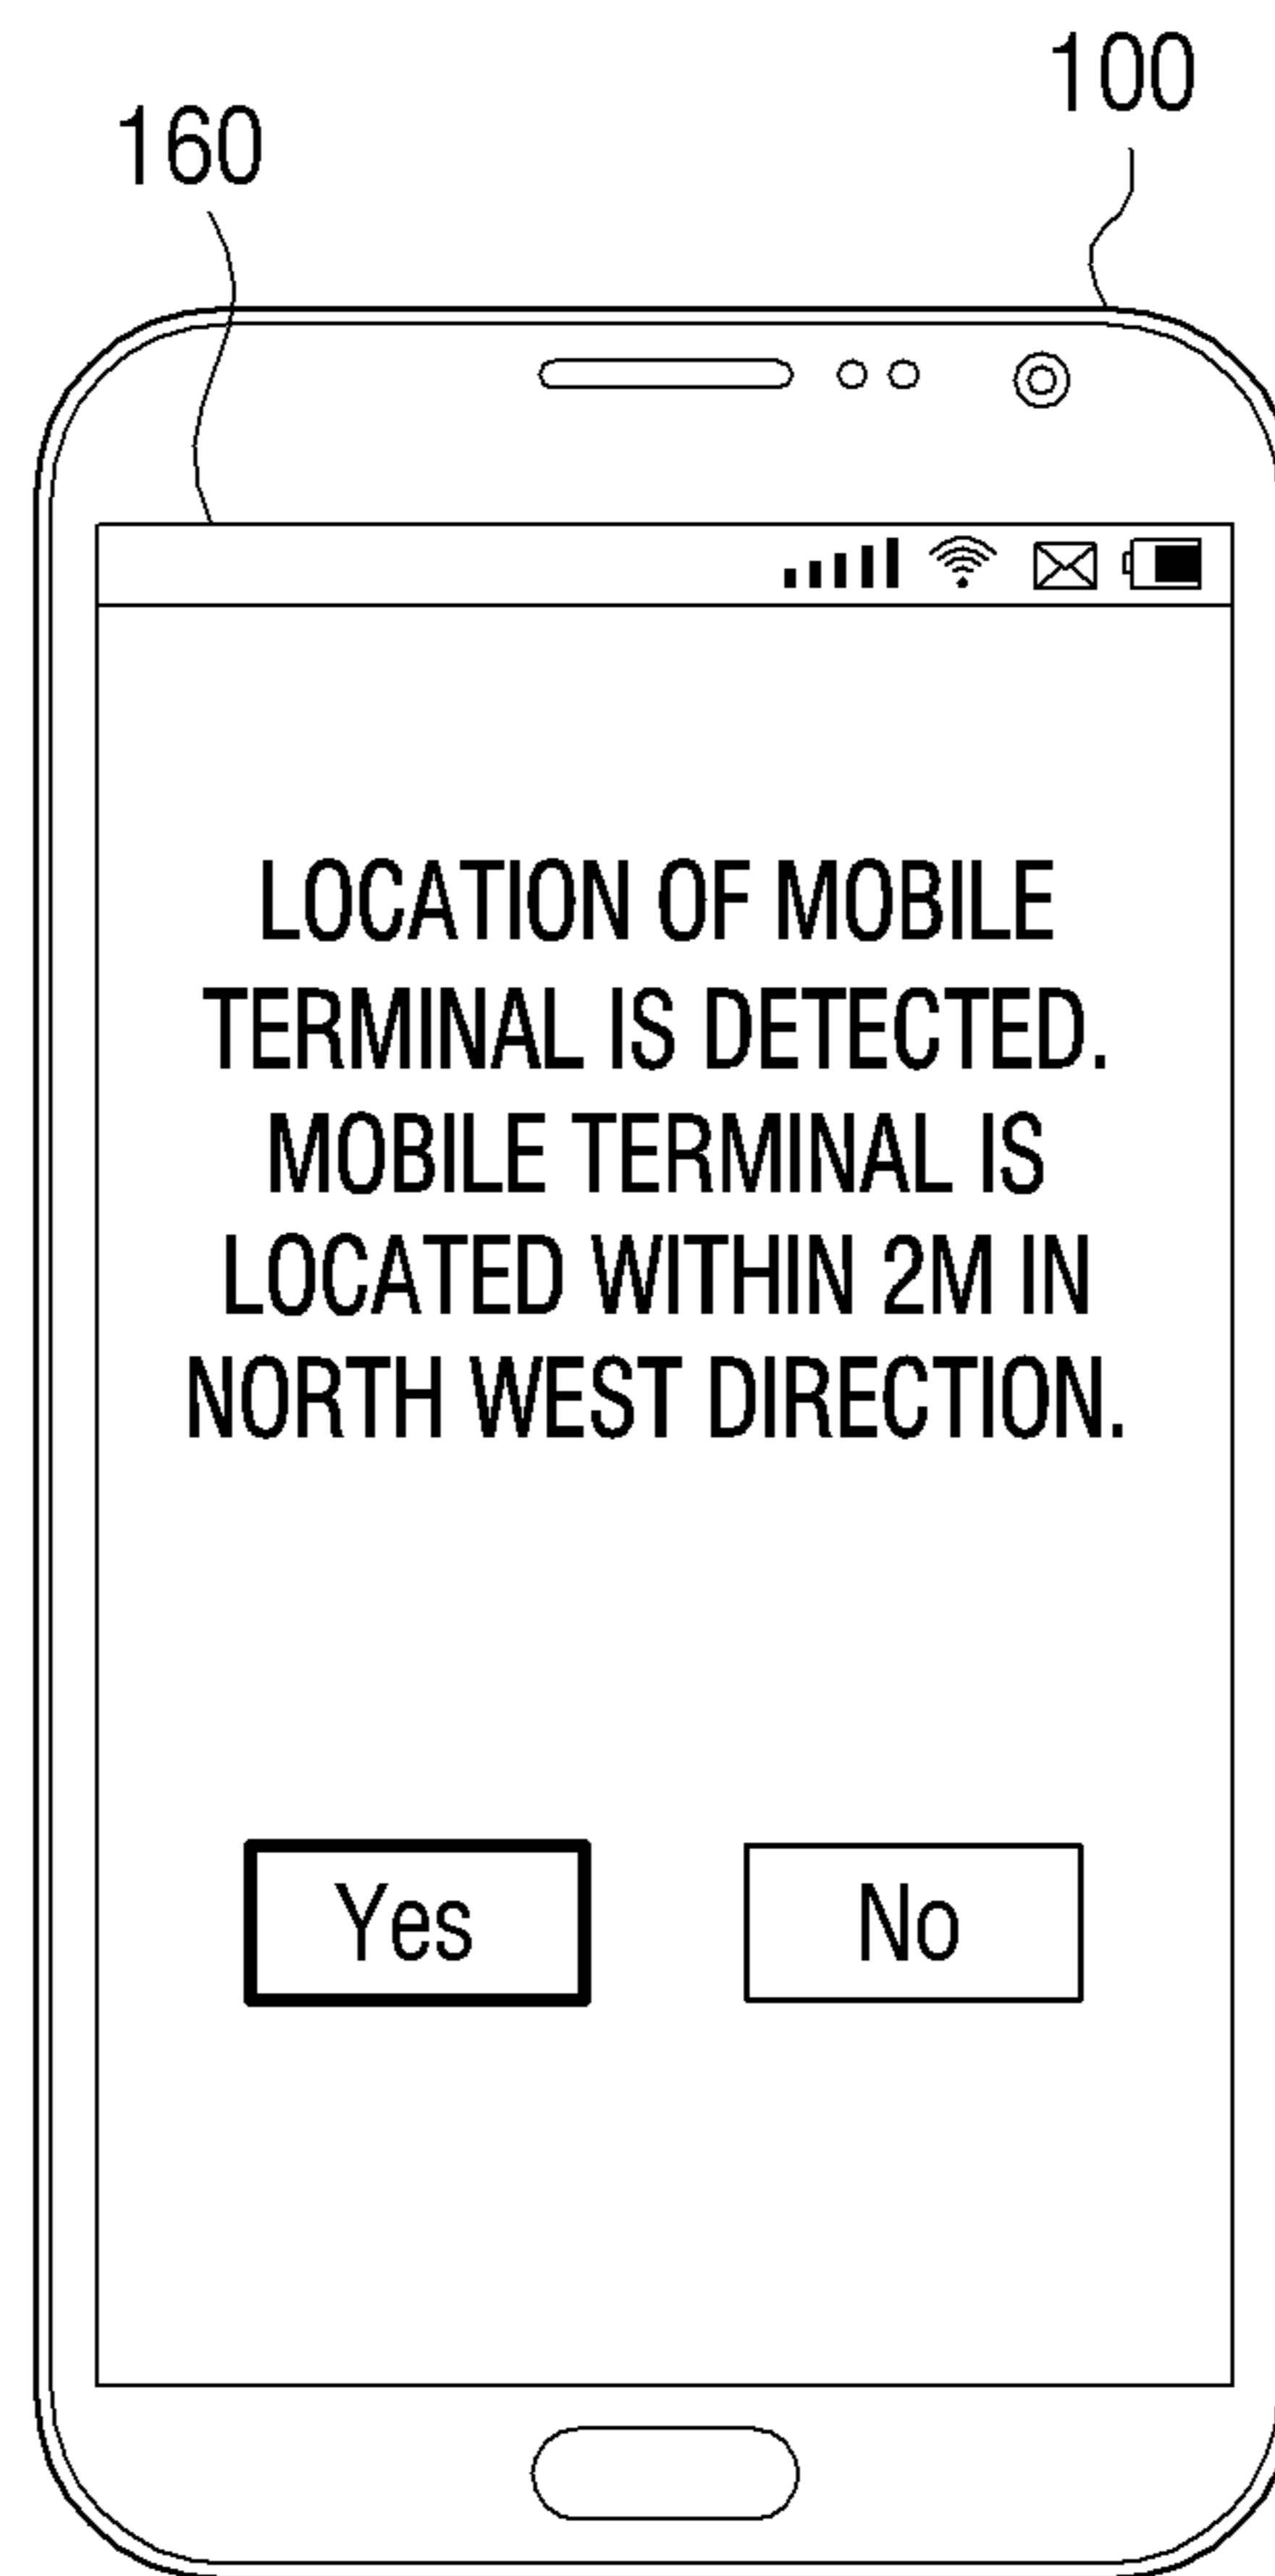 100
160
LOCATION OF MOBILE
TERMINAL IS DETECTED.
MOBILE TERMINAL IS
LOCATED WITHIN 2M IN
NORTH WEST DIRECTION.
Yes No